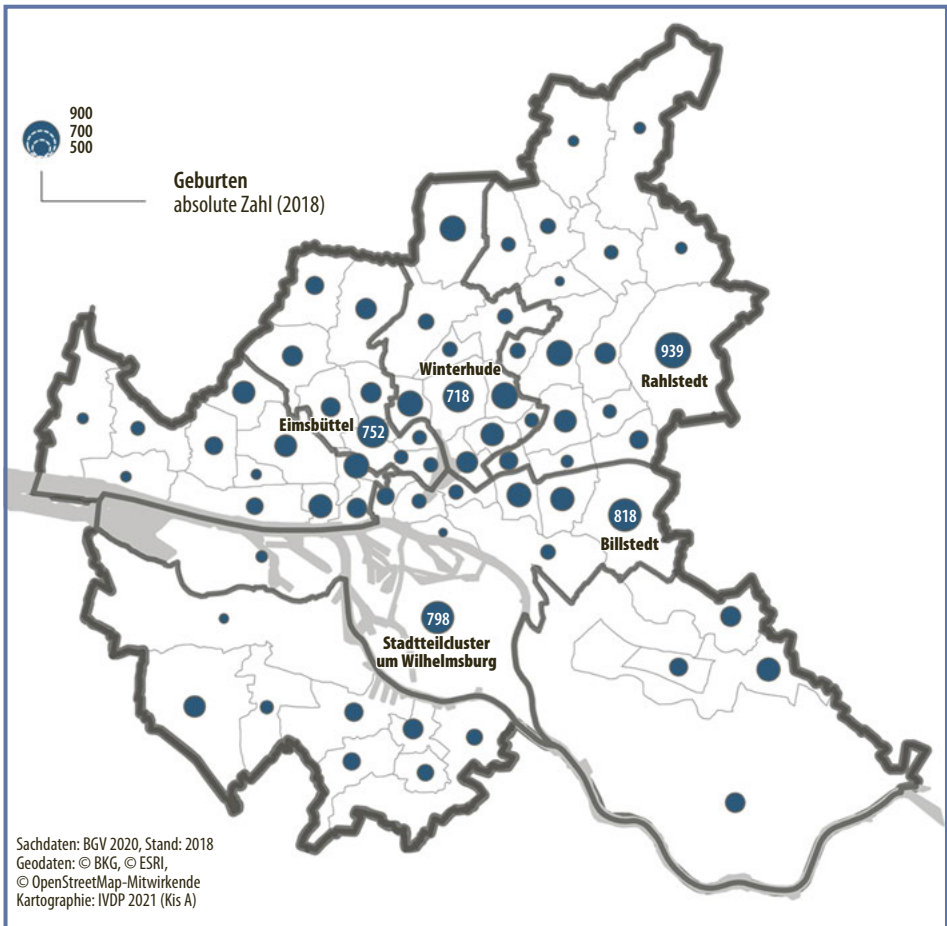 900
700
500
Geburten
absolute Zahl (2018)
939
Rahlstedt
Winterhude
718
Eimsbüttel
752
818
Billstedt
798
Stadtteilcluster
um Wilhelmsburg
Sachdaten: BGV 2020, Stand: 2018
Geodaten: © BKG, © ESRI,
© OpenStreetMap-Mitwirkende
Kartographie: IVDP 2021 (Kis A)